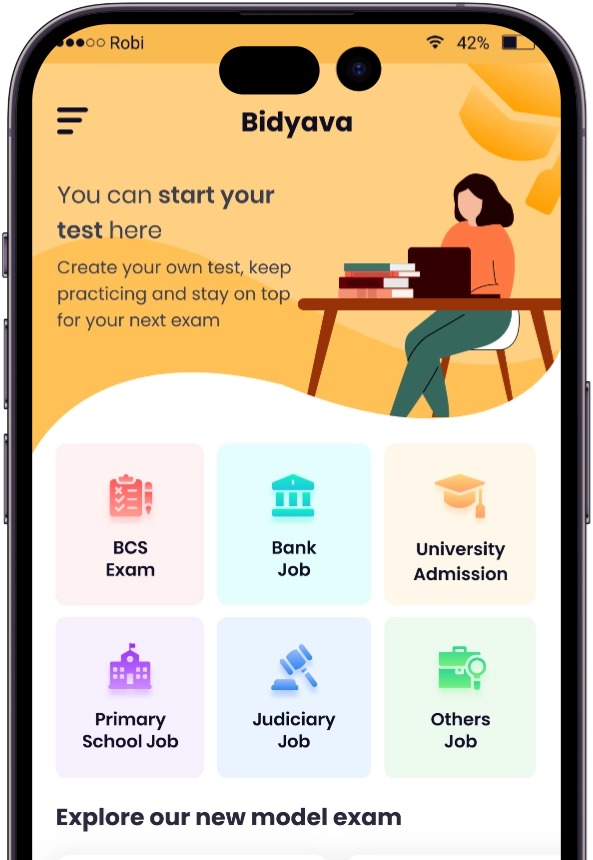 Robi 42%
Bidyava
You can start your
test here
Create your own test, keep
practicing and stay on top
for your next exam
BCS
Exam
Bank
Job
University
Admission
Primary
School Job
Judiciary
Job
Others
Job
Explore our new model exam